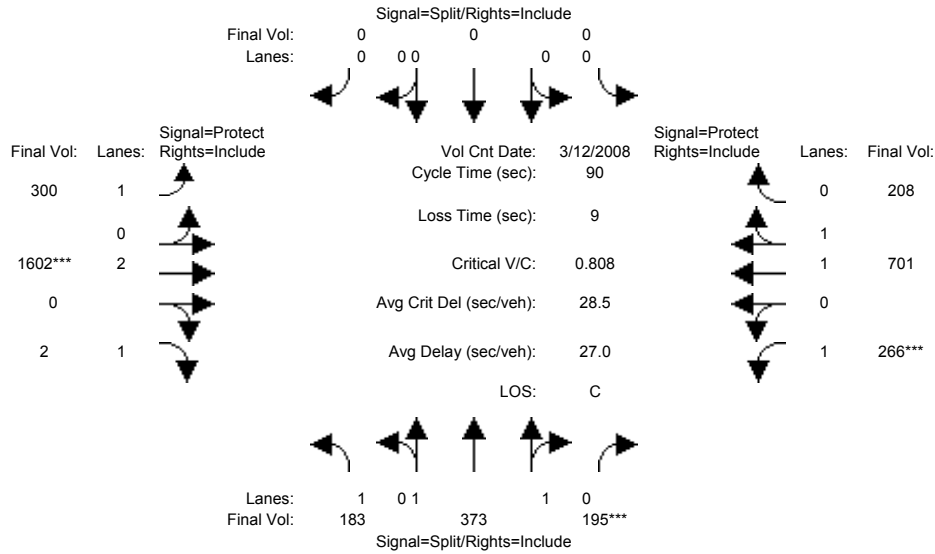 Signal=Split/Rights=Include
Final Vol: 0 0 0
Lanes: 0 0 0 0 0
Signal=Protect Signal=Protect
Final Vol: Lanes: Rights=Include Vol Cnt Date: 3/12/2008 Rights=Include Lanes: Final Vol:
Cycle Time (sec): 90
300 1 0 208
Loss Time (sec): 9
0 1
1602*** 2 Critical V/C: 0.808 1 701
0 Avg Crit Del (sec/veh): 28.5 0
2 1 Avg Delay (sec/veh): 27.0 1 266***
LOS: C
Lanes: 1 0 1 1 0
Final Vol: 183 373 195***
Signal=Split/Rights=Include